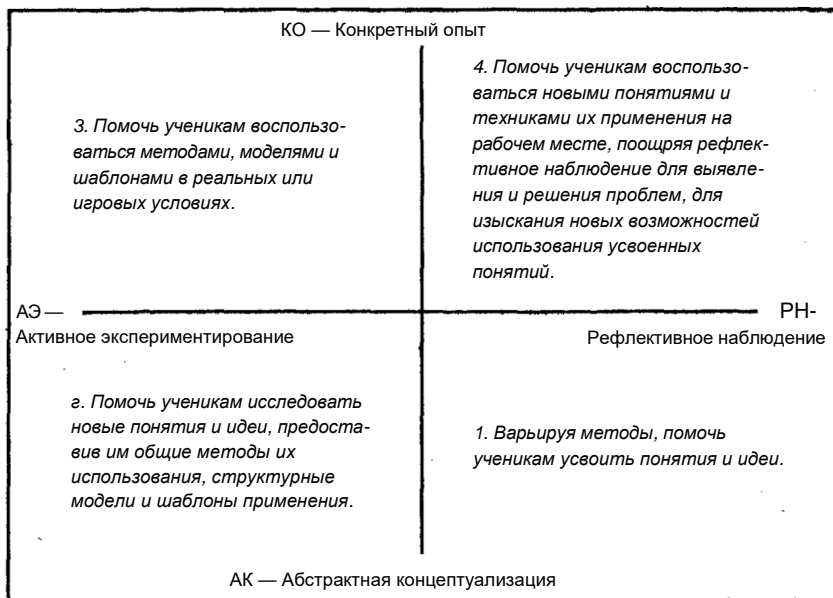 КО — Конкретный опыт
4. Помочь ученикам воспользо-
ваться новыми понятиями и
техниками их применения на
рабочем месте, поощряя рефлек-
тивное наблюдение для выявле-
ния и решения проблем, для
изыскания новых возможностей
использования усвоенных
понятий.
3. Помочь ученикам воспользо-
ваться методами, моделями и
шаблонами в реальных или
игровых условиях.
АЭ —
Активное экспериментирование
РН-
Рефлективное наблюдение
г. Помочь ученикам исследовать
новые понятия и идеи, предоста-
вив им общие методы их
использования, структурные
модели и шаблоны применения.
1. Варьируя методы, помочь
ученикам усвоить понятия и идеи.
АК — Абстрактная концептуализация